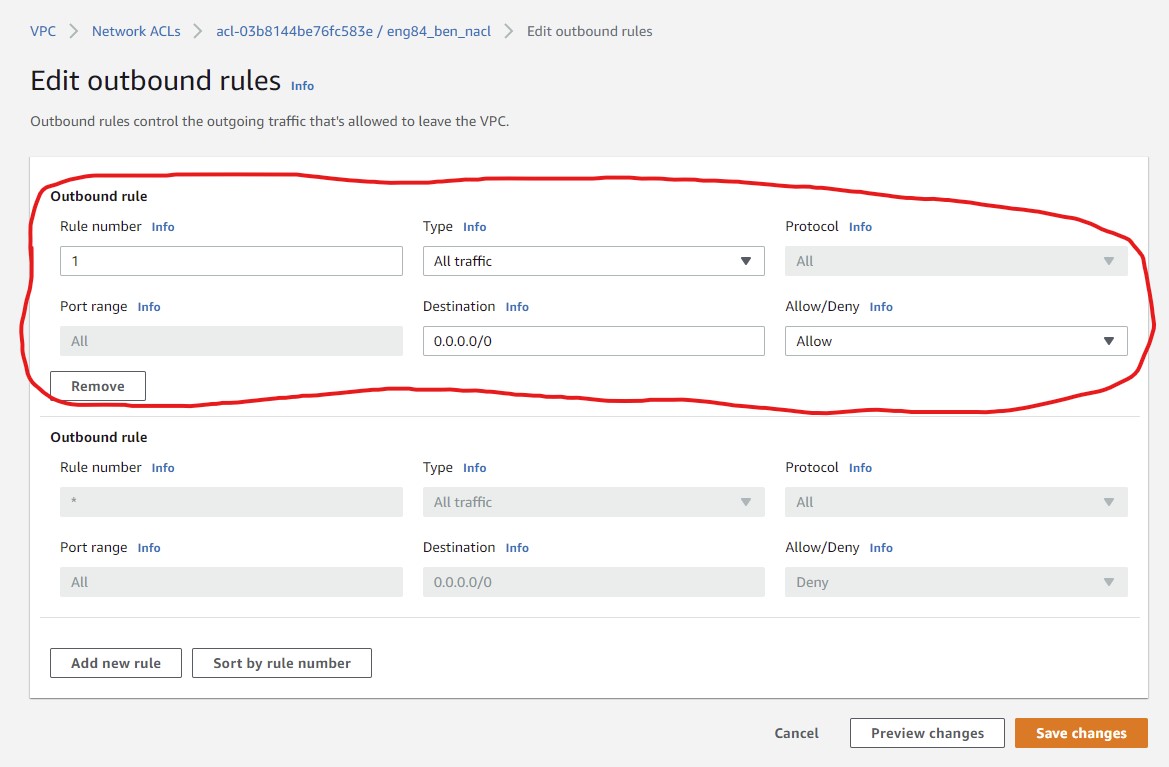 VPC > Network ACLs > acl-03b8144be76fc583e / eng84_ben_nacl > Edit outbound rules
Edit outbound rules Info
Outbound rules control the outgoing traffic that's allowed to leave the VPC.
Outbound rule
Rule number Info Type Info Protocol Info
1 All traffic All
Port range Info Destination Info Allow/Deny Info
All 0.0.0.0/0 Allow
Remove
Outbound rule
Rule number Info Type Info Protocol Info
* All traffic All
Port range Info Destination Info Allow/Deny Info
All 0.0.0.0/0 Deny
Add new rule Sort by rule number
Cancel Preview changes Save changes